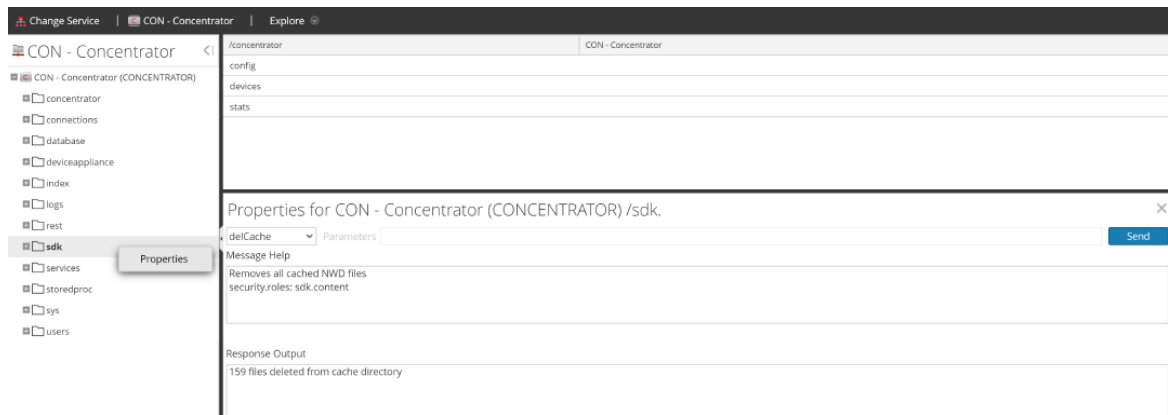 Change Service | CON - Concentrator | Explore
CON - Concentrator
CON - Concentrator (CONCENTRATOR)
concentrator
connections
database
deviceappliance
index
logs
rest
sdk
services
storedproc
sys
users
Properties
/concentrator CON - Concentrator
config
devices
stats
Properties for CON - Concentrator (CONCENTRATOR) /sdk.
delCache Parameters Send
Message Help
Removes all cached NWD files
security.roles: sdk.content
Response Output
159 files deleted from cache directory